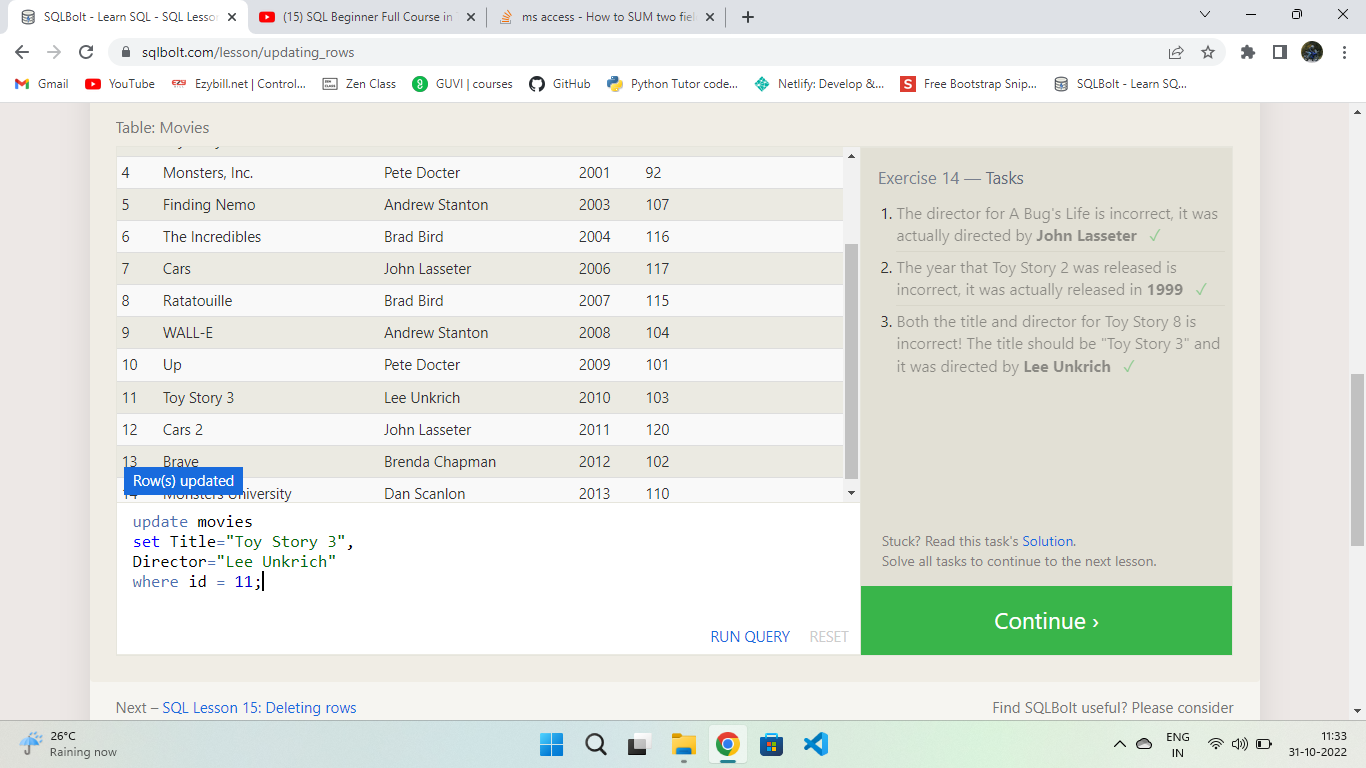 SQLBolt - Learn SQL - SQL Lesson
(15) SQL Beginner Full Course in
ms access - How to SUM two fiel
sqlbolt.com/lesson/updating_rows
Gmail
YouTube
Ezybill.net | Control...
Zen Class
GUVI | courses
GitHub
Python Tutor code...
Netlify: Develop &...
Free Bootstrap Snip...
SQLBolt - Learn SQ...
Table: Movies
4 Monsters, Inc. Pete Docter 2001 92
5 Finding Nemo Andrew Stanton 2003 107
6 The Incredibles Brad Bird 2004 116
7 Cars John Lasseter 2006 117
8 Ratatouille Brad Bird 2007 115
9 WALL-E Andrew Stanton 2008 104
10 Up Pete Docter 2009 101
11 Toy Story 3 Lee Unkrich 2010 103
12 Cars 2 John Lasseter 2011 120
13 Brave Brenda Chapman 2012 102
14 Monsters University Dan Scanlon 2013 110
Row(s) updated
update movies
set Title="Toy Story 3",
Director="Lee Unkrich"
where id = 11;
RUN QUERY RESET
Exercise 14 — Tasks
1. The director for A Bug's Life is incorrect, it was
actually directed by John Lasseter ✓
2. The year that Toy Story 2 was released is
incorrect, it was actually released in 1999 ✓
3. Both the title and director for Toy Story 8 is
incorrect! The title should be "Toy Story 3" and
it was directed by Lee Unkrich ✓
Stuck? Read this task's Solution.
Solve all tasks to continue to the next lesson.
Continue ›
Next – SQL Lesson 15: Deleting rows
Find SQLBolt useful? Please consider
26°C
Raining now
ENG
IN
11:33
31-10-2022